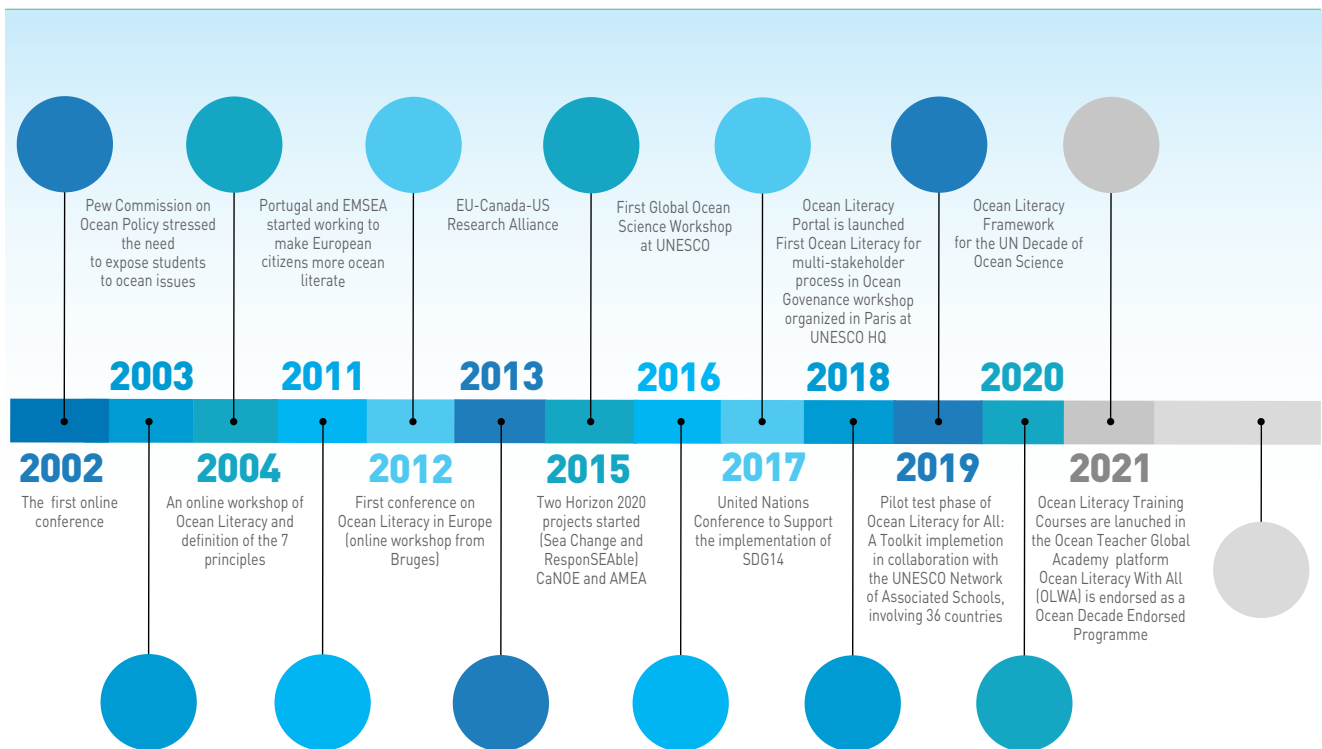 Pew Commission on
Ocean Policy stressed
the need
to expose students
to ocean issues
Portugal and EMSEA
started working to
make European
citizens more ocean
literate
EU-Canada-US
Research Alliance
First Global Ocean
Science Workshop
at UNESCO
Ocean Literacy
Portal is launched
First Ocean Literacy for
multi-stakeholder
process in Ocean
Govenance workshop
organized in Paris at
UNESCO HQ
Ocean Literacy
Framework
for the UN Decade of
Ocean Science
2003
2011
2013
2016
2018
2020
2002
The first online
conference
2004
An online workshop of
Ocean Literacy and
definition of the 7
principles
2012
First conference on
Ocean Literacy in Europe
(online workshop from
Bruges)
2015
Two Horizon 2020
projects started
(Sea Change and
ResponSEAble)
CaNOE and AMEA
2017
United Nations
Conference to Support
the implementation of
SDG14
2019
Pilot test phase of
Ocean Literacy for All:
A Toolkit implemetion
in collaboration with
the UNESCO Network
of Associated Schools,
involving 36 countries
2021
Ocean Literacy Training
Courses are lanuched in
the Ocean Teacher Global
Academy platform
Ocean Literacy With All
(OLWA) is endorsed as a
Ocean Decade Endorsed
Programme